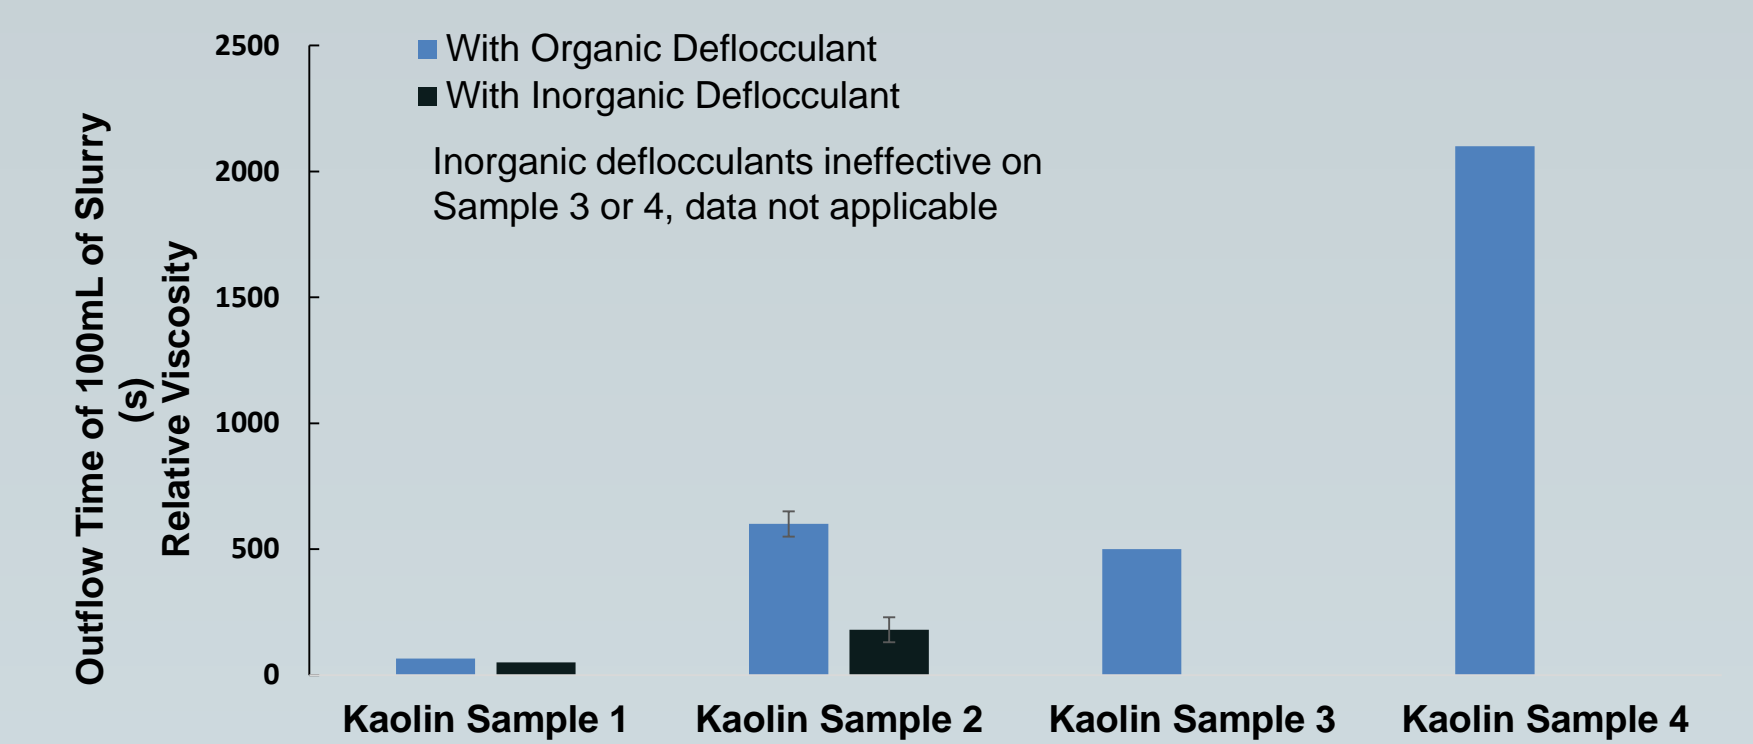 Outflow Time of 100mL of Slurry
(s)
Relative Viscosity
2500
2000
1500
1000
500
0
With Organic Deflocculant
With Inorganic Deflocculant
Inorganic deflocculants ineffective on
Sample 3 or 4, data not applicable
Kaolin Sample 1
Kaolin Sample 2
Kaolin Sample 3
Kaolin Sample 4